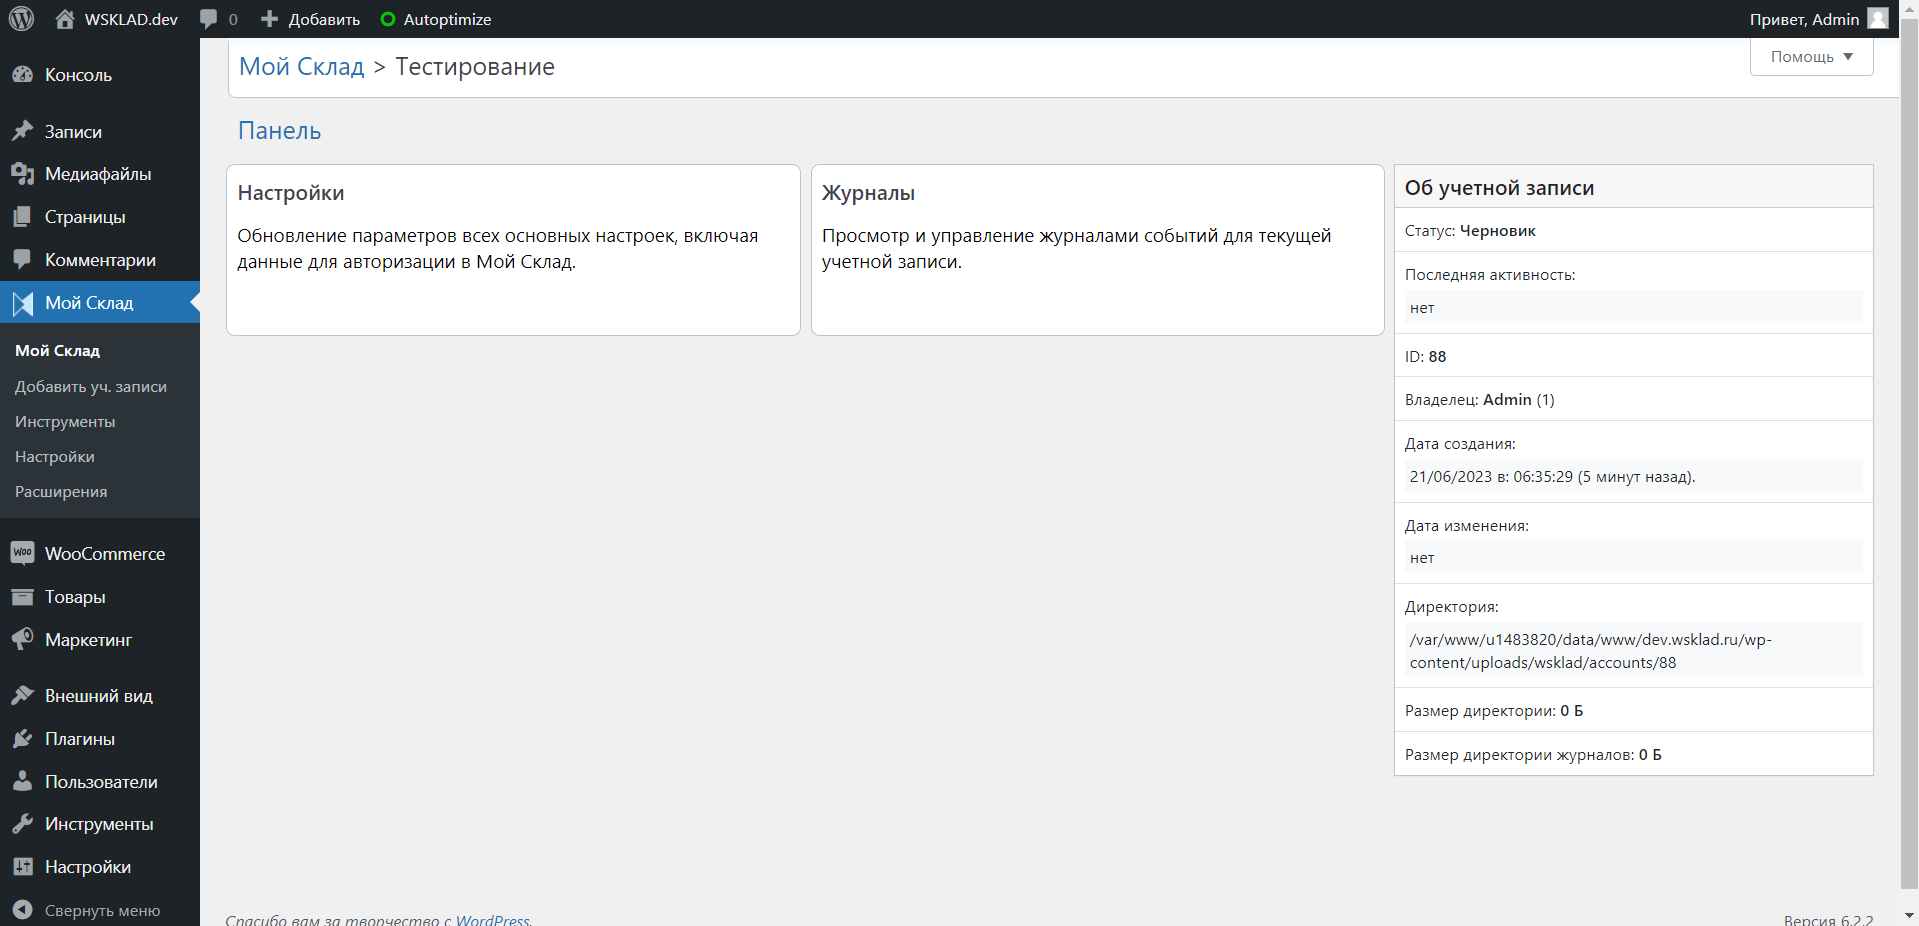 WSKLAD.dev
0
Добавить
Autoptimize
Привет, Admin
Консоль
Записи
Медиафайлы
Страницы
Комментарии
Мой Склад
Мой Склад
Добавить уч. записи
Инструменты
Настройки
Расширения
Woo
WooCommerce
Товары
Маркетинг
Внешний вид
Плагины
Пользователи
Инструменты
Настройки
Свернуть меню
Мой Склад > Тестирование
Помощь
Панель
Настройки
Обновление параметров всех основных настроек, включая
данные для авторизации в Мой Склад.
Журналы
Просмотр и управление журналами событий для текущей
учетной записи.
Об учетной записи
Статус: Черновик
Последняя активность:
нет
ID: 88
Владелец: Admin (1)
Дата создания:
21/06/2023 в: 06:35:29 (5 минут назад).
Дата изменения:
нет
Директория:
/var/www/u1483820/data/www/dev.wsklad.ru/wp-
content/uploads/wsklad/accounts/88
Размер директории: 0 Б
Размер директории журналов: 0 Б
Спасибо вам за творчество с WordPress.
Версия 6.2.2